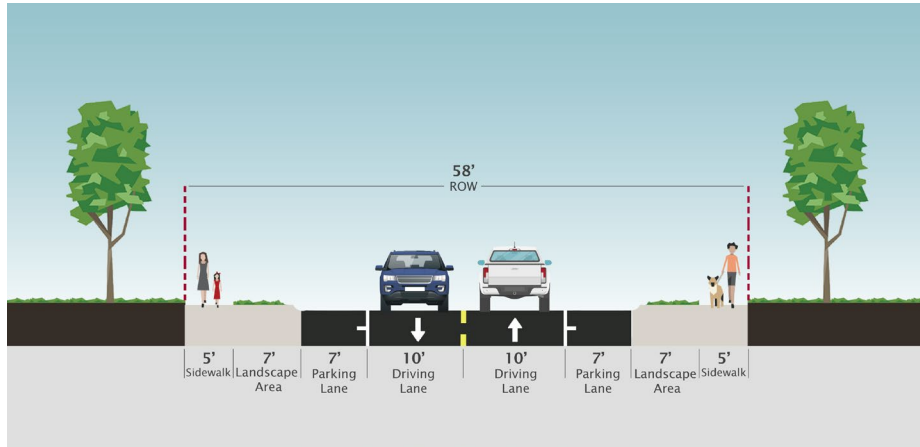 58’
ROW
5’
Sidewalk
7’
Landscape
Area
7’
Parking
Lane
10’
Driving
Lane
10’
Driving
Lane
7’
Parking
Lane
7’
Landscape
Area
5’
Sidewalk